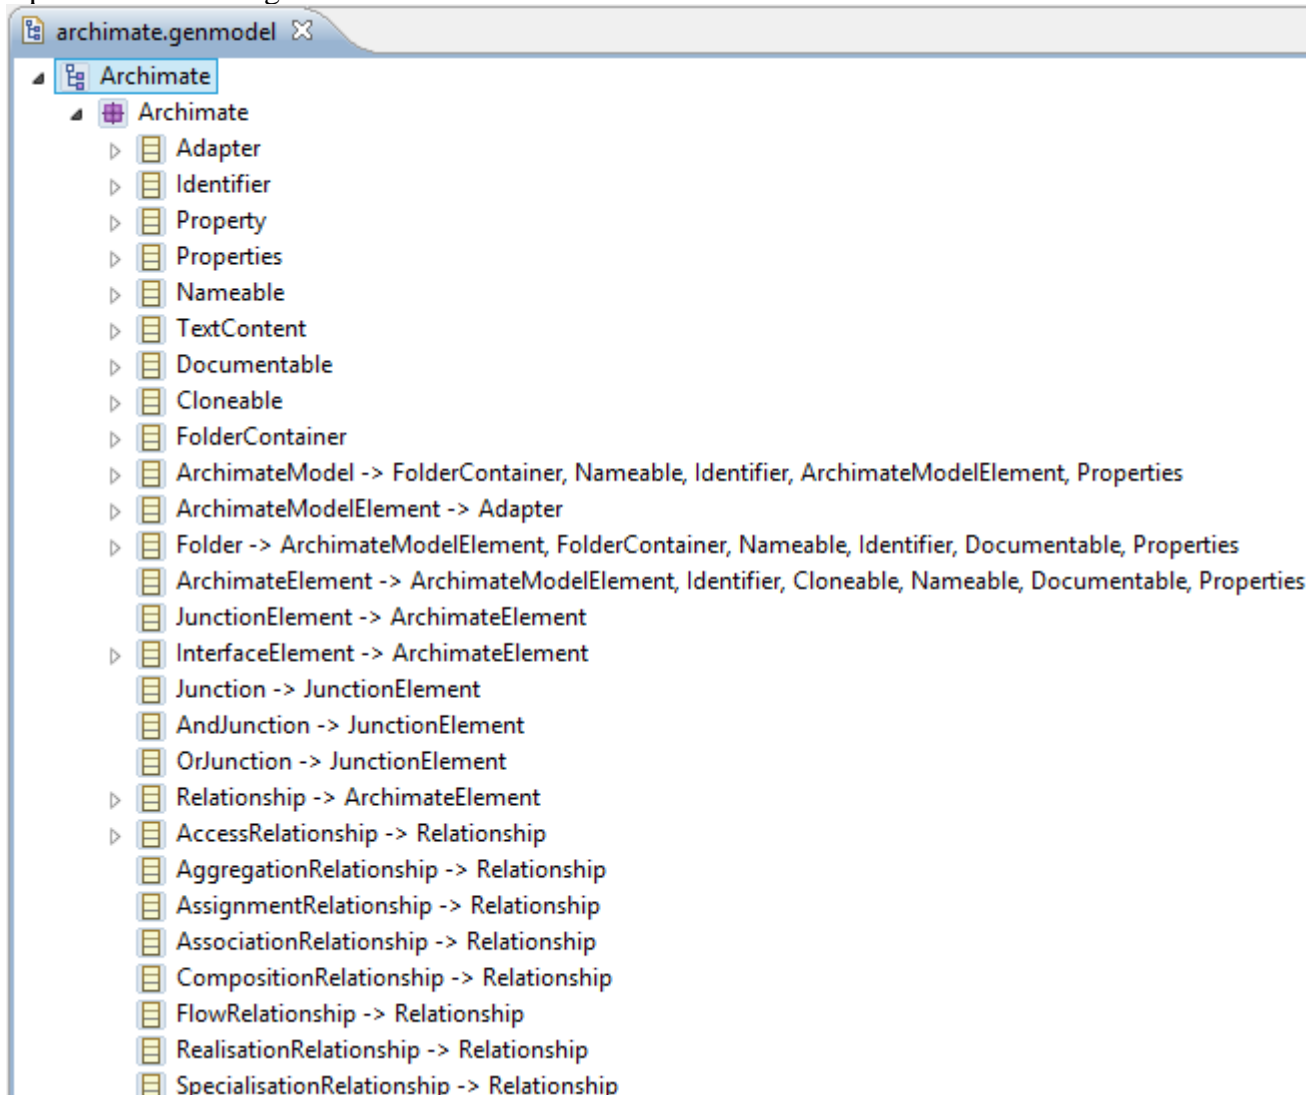 archimate.genmodel
Archimate
Archimate
Adapter
Identifier
Property
Properties
Nameable
TextContent
Documentable
Cloneable
FolderContainer
ArchimateModel -> FolderContainer, Nameable, Identifier, ArchimateModelElement, Properties
ArchimateModelElement -> Adapter
Folder -> ArchimateModelElement, FolderContainer, Nameable, Identifier, Documentable, Properties
ArchimateElement -> ArchimateModelElement, Identifier, Cloneable, Nameable, Documentable, Properties
JunctionElement -> ArchimateElement
InterfaceElement -> ArchimateElement
Junction -> JunctionElement
AndJunction -> JunctionElement
OrJunction -> JunctionElement
Relationship -> ArchimateElement
AccessRelationship -> Relationship
AggregationRelationship -> Relationship
AssignmentRelationship -> Relationship
AssociationRelationship -> Relationship
CompositionRelationship -> Relationship
FlowRelationship -> Relationship
RealisationRelationship -> Relationship
SpecialisationRelationship -> Relationship